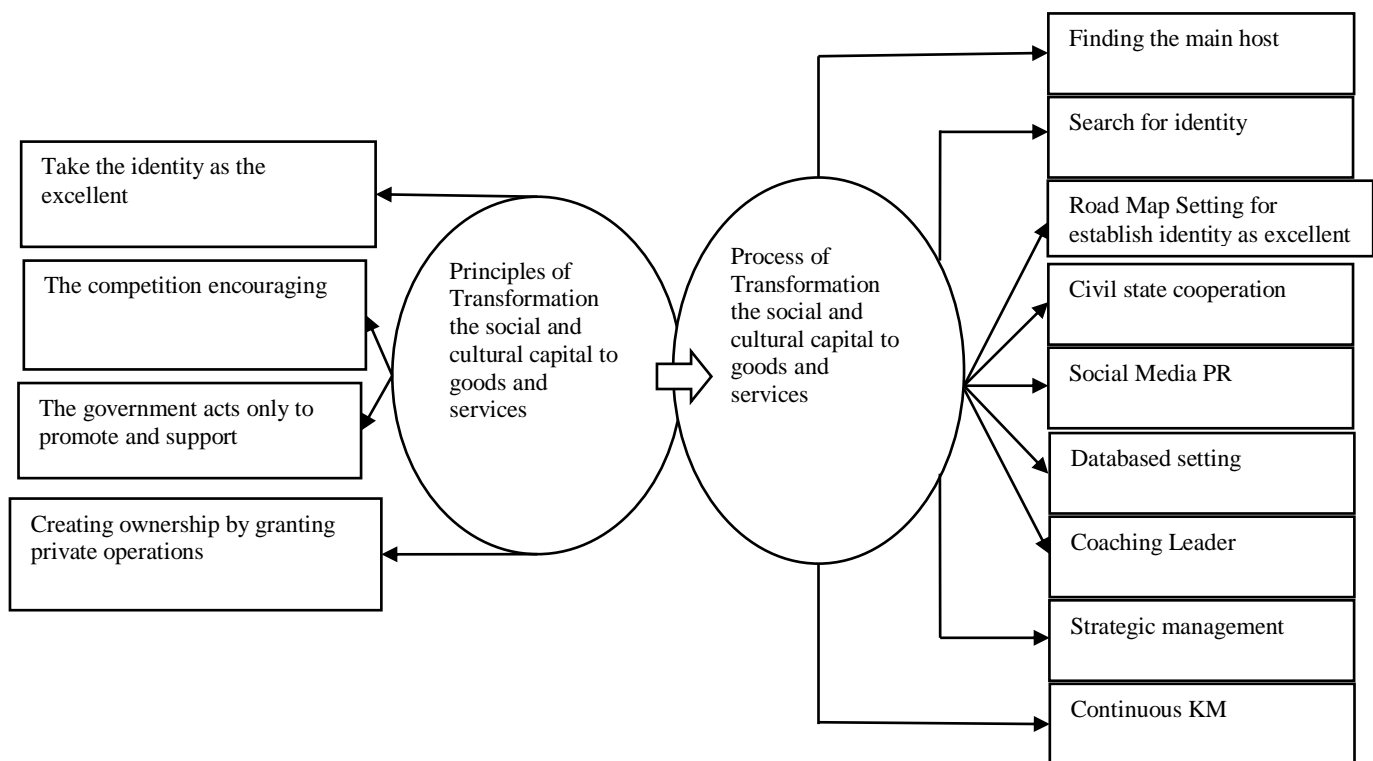 Take the identity as the
excellent
The competition encouraging
The government acts only to
promote and support
Creating ownership by granting
private operations
Principles of
Transformation
the social and
cultural capital to
goods and
services
Process of
Transformation
the social and
cultural capital to
goods and
services
Finding the main host
Search for identity
Road Map Setting for
establish identity as excellent
Civil state cooperation
Social Media PR
Databased setting
Coaching Leader
Strategic management
Continuous KM